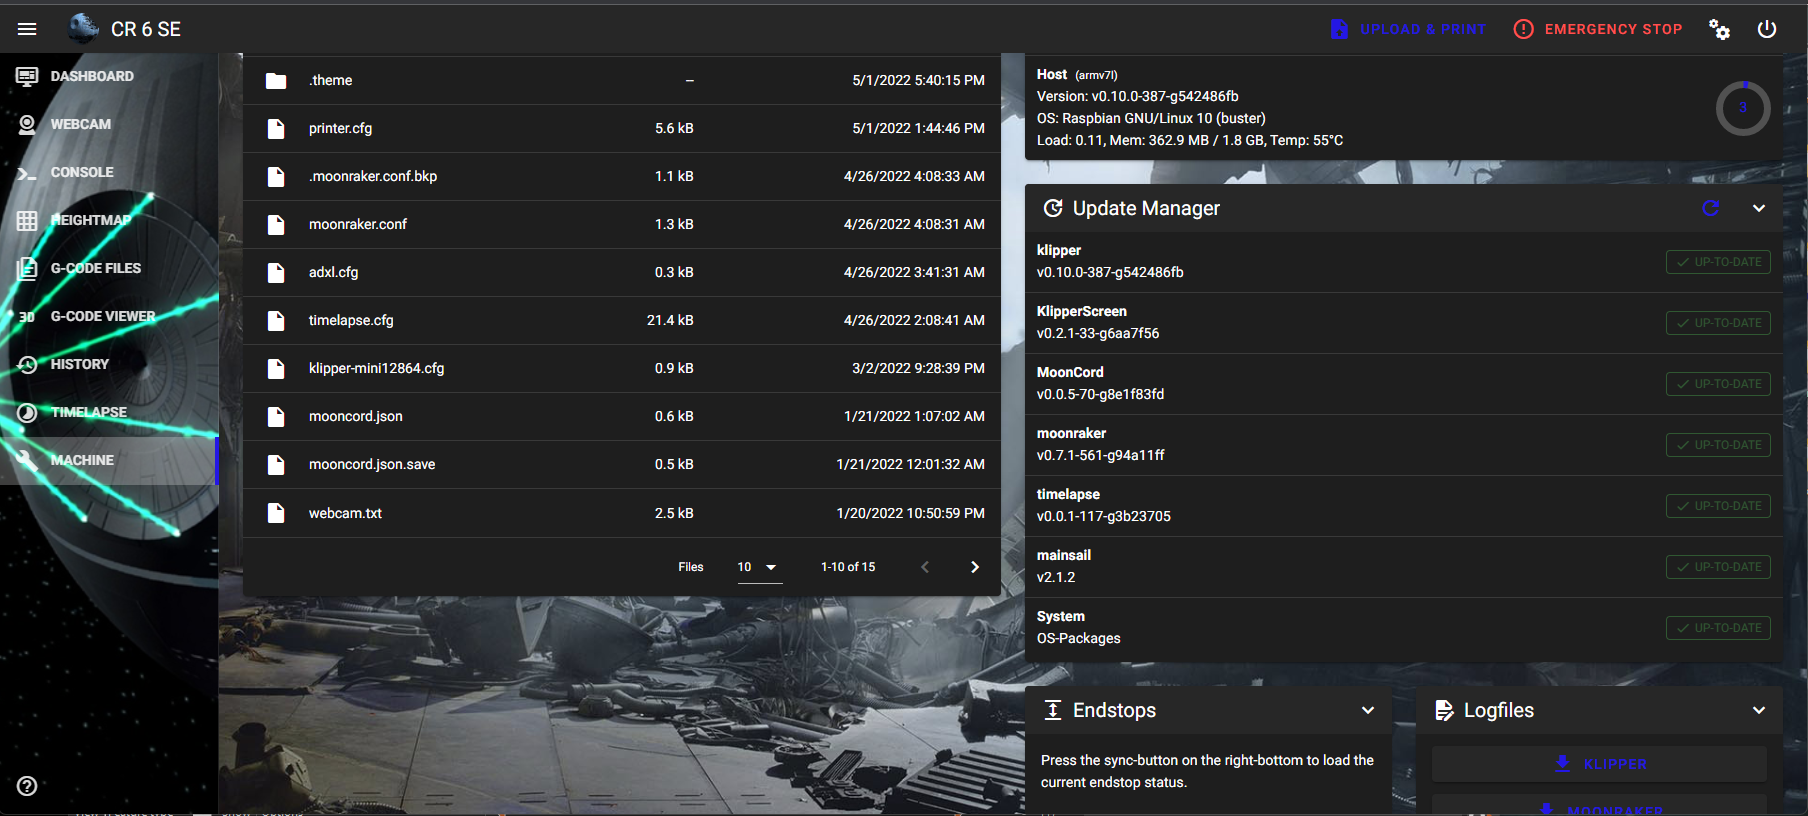 CR 6 SE
UPLOAD & PRINT
EMERGENCY STOP
DASHBOARD
WEBCAM
CONSOLE
HEIGHTMAP
G-CODE FILES
3D G-CODE VIEWER
HISTORY
TIMELAPSE
MACHINE
.theme – 5/1/2022 5:40:15 PM
printer.cfg 5.6 kB 5/1/2022 1:44:46 PM
.moonraker.conf.bkp 1.1 kB 4/26/2022 4:08:33 AM
moonraker.conf 1.3 kB 4/26/2022 4:08:31 AM
adxl.cfg 0.3 kB 4/26/2022 3:41:31 AM
timelapse.cfg 21.4 kB 4/26/2022 2:08:41 AM
klipper-mini12864.cfg 0.9 kB 3/2/2022 9:28:39 PM
mooncord.json 0.6 kB 1/21/2022 1:07:02 AM
mooncord.json.save 0.5 kB 1/21/2022 12:01:32 AM
webcam.txt 2.5 kB 1/20/2022 10:50:59 PM
Files 10 1-10 of 15
Host (armv7l)
Version: v0.10.0-387-g542486fb
OS: Raspbian GNU/Linux 10 (buster)
Load: 0.11, Mem: 362.9 MB / 1.8 GB, Temp: 55°C
3
Update Manager
klipper
v0.10.0-387-g542486fb
UP-TO-DATE
KlipperScreen
v0.2.1-33-g6aa7f56
UP-TO-DATE
MoonCord
v0.0.5-70-g8e1f83fd
UP-TO-DATE
moonraker
v0.7.1-561-g94a11ff
UP-TO-DATE
timelapse
v0.0.1-117-g3b23705
UP-TO-DATE
mainsail
v2.1.2
UP-TO-DATE
System
OS-Packages
UP-TO-DATE
Endstops
Press the sync-button on the right-bottom to load the
current endstop status.
Logfiles
KLIPPER
MOONRAKER